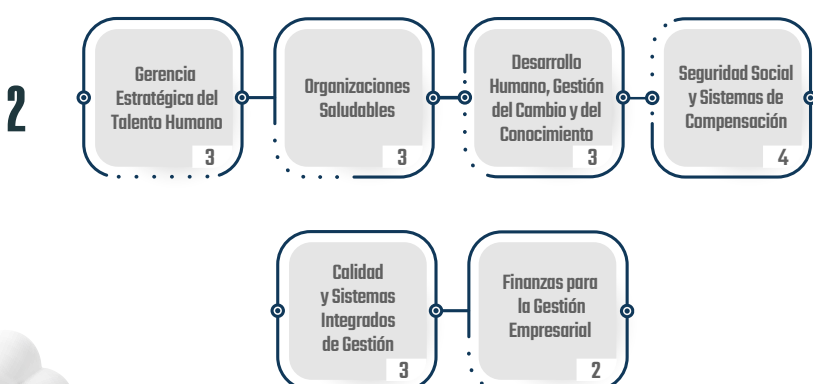 2
Gerencia
Estratégica del
Talento Humano
3
Organizaciones
Saludables
3
Desarrollo
Humano, Gestión
del Cambio y del
Conocimiento
3
Seguridad Social
y Sistemas de
Compensación
4
Calidad
y Sistemas
Integrados
de Gestión
3
Finanzas para
la Gestión
Empresarial
2